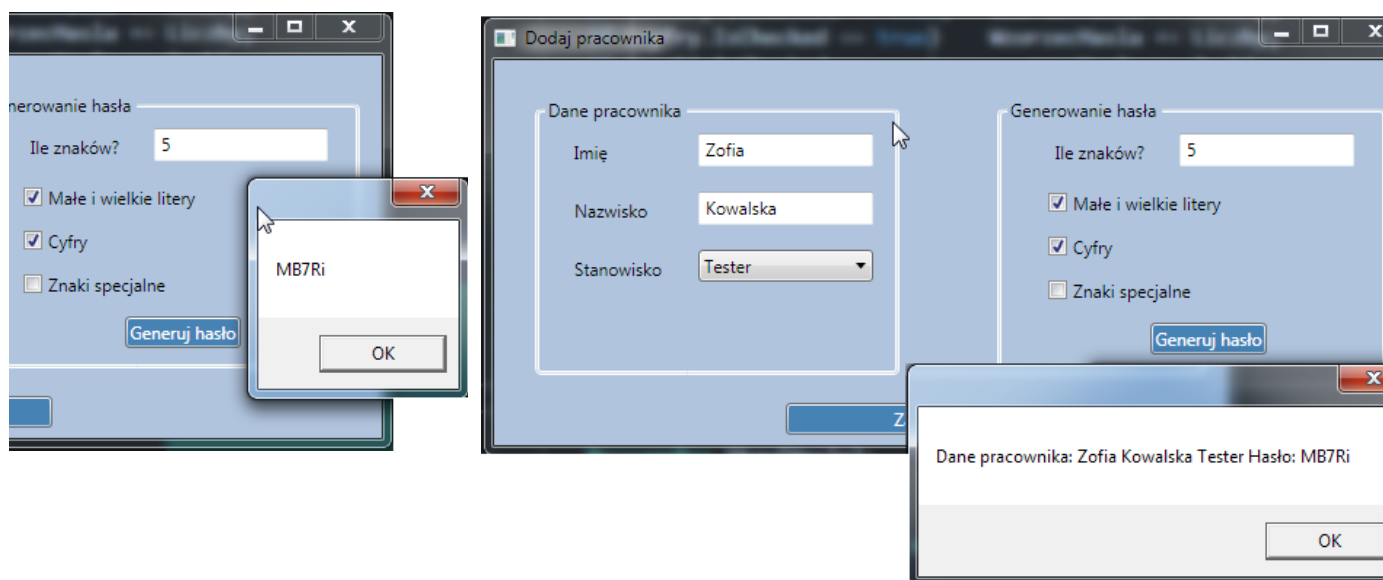 nerowanie hasła
Ile znaków? 5
Małe i wielkie litery
Cyfry
Znaki specjalne
Generuj hasło
MB7Ri
OK
Dodaj pracownika
Dane pracownika
Imię Zofia
Nazwisko Kowalska
Stanowisko Tester
Generowanie hasła
Ile znaków? 5
Małe i wielkie litery
Cyfry
Znaki specjalne
Generuj hasło
Z
Dane pracownika: Zofia Kowalska Tester Hasło: MB7Ri
OK